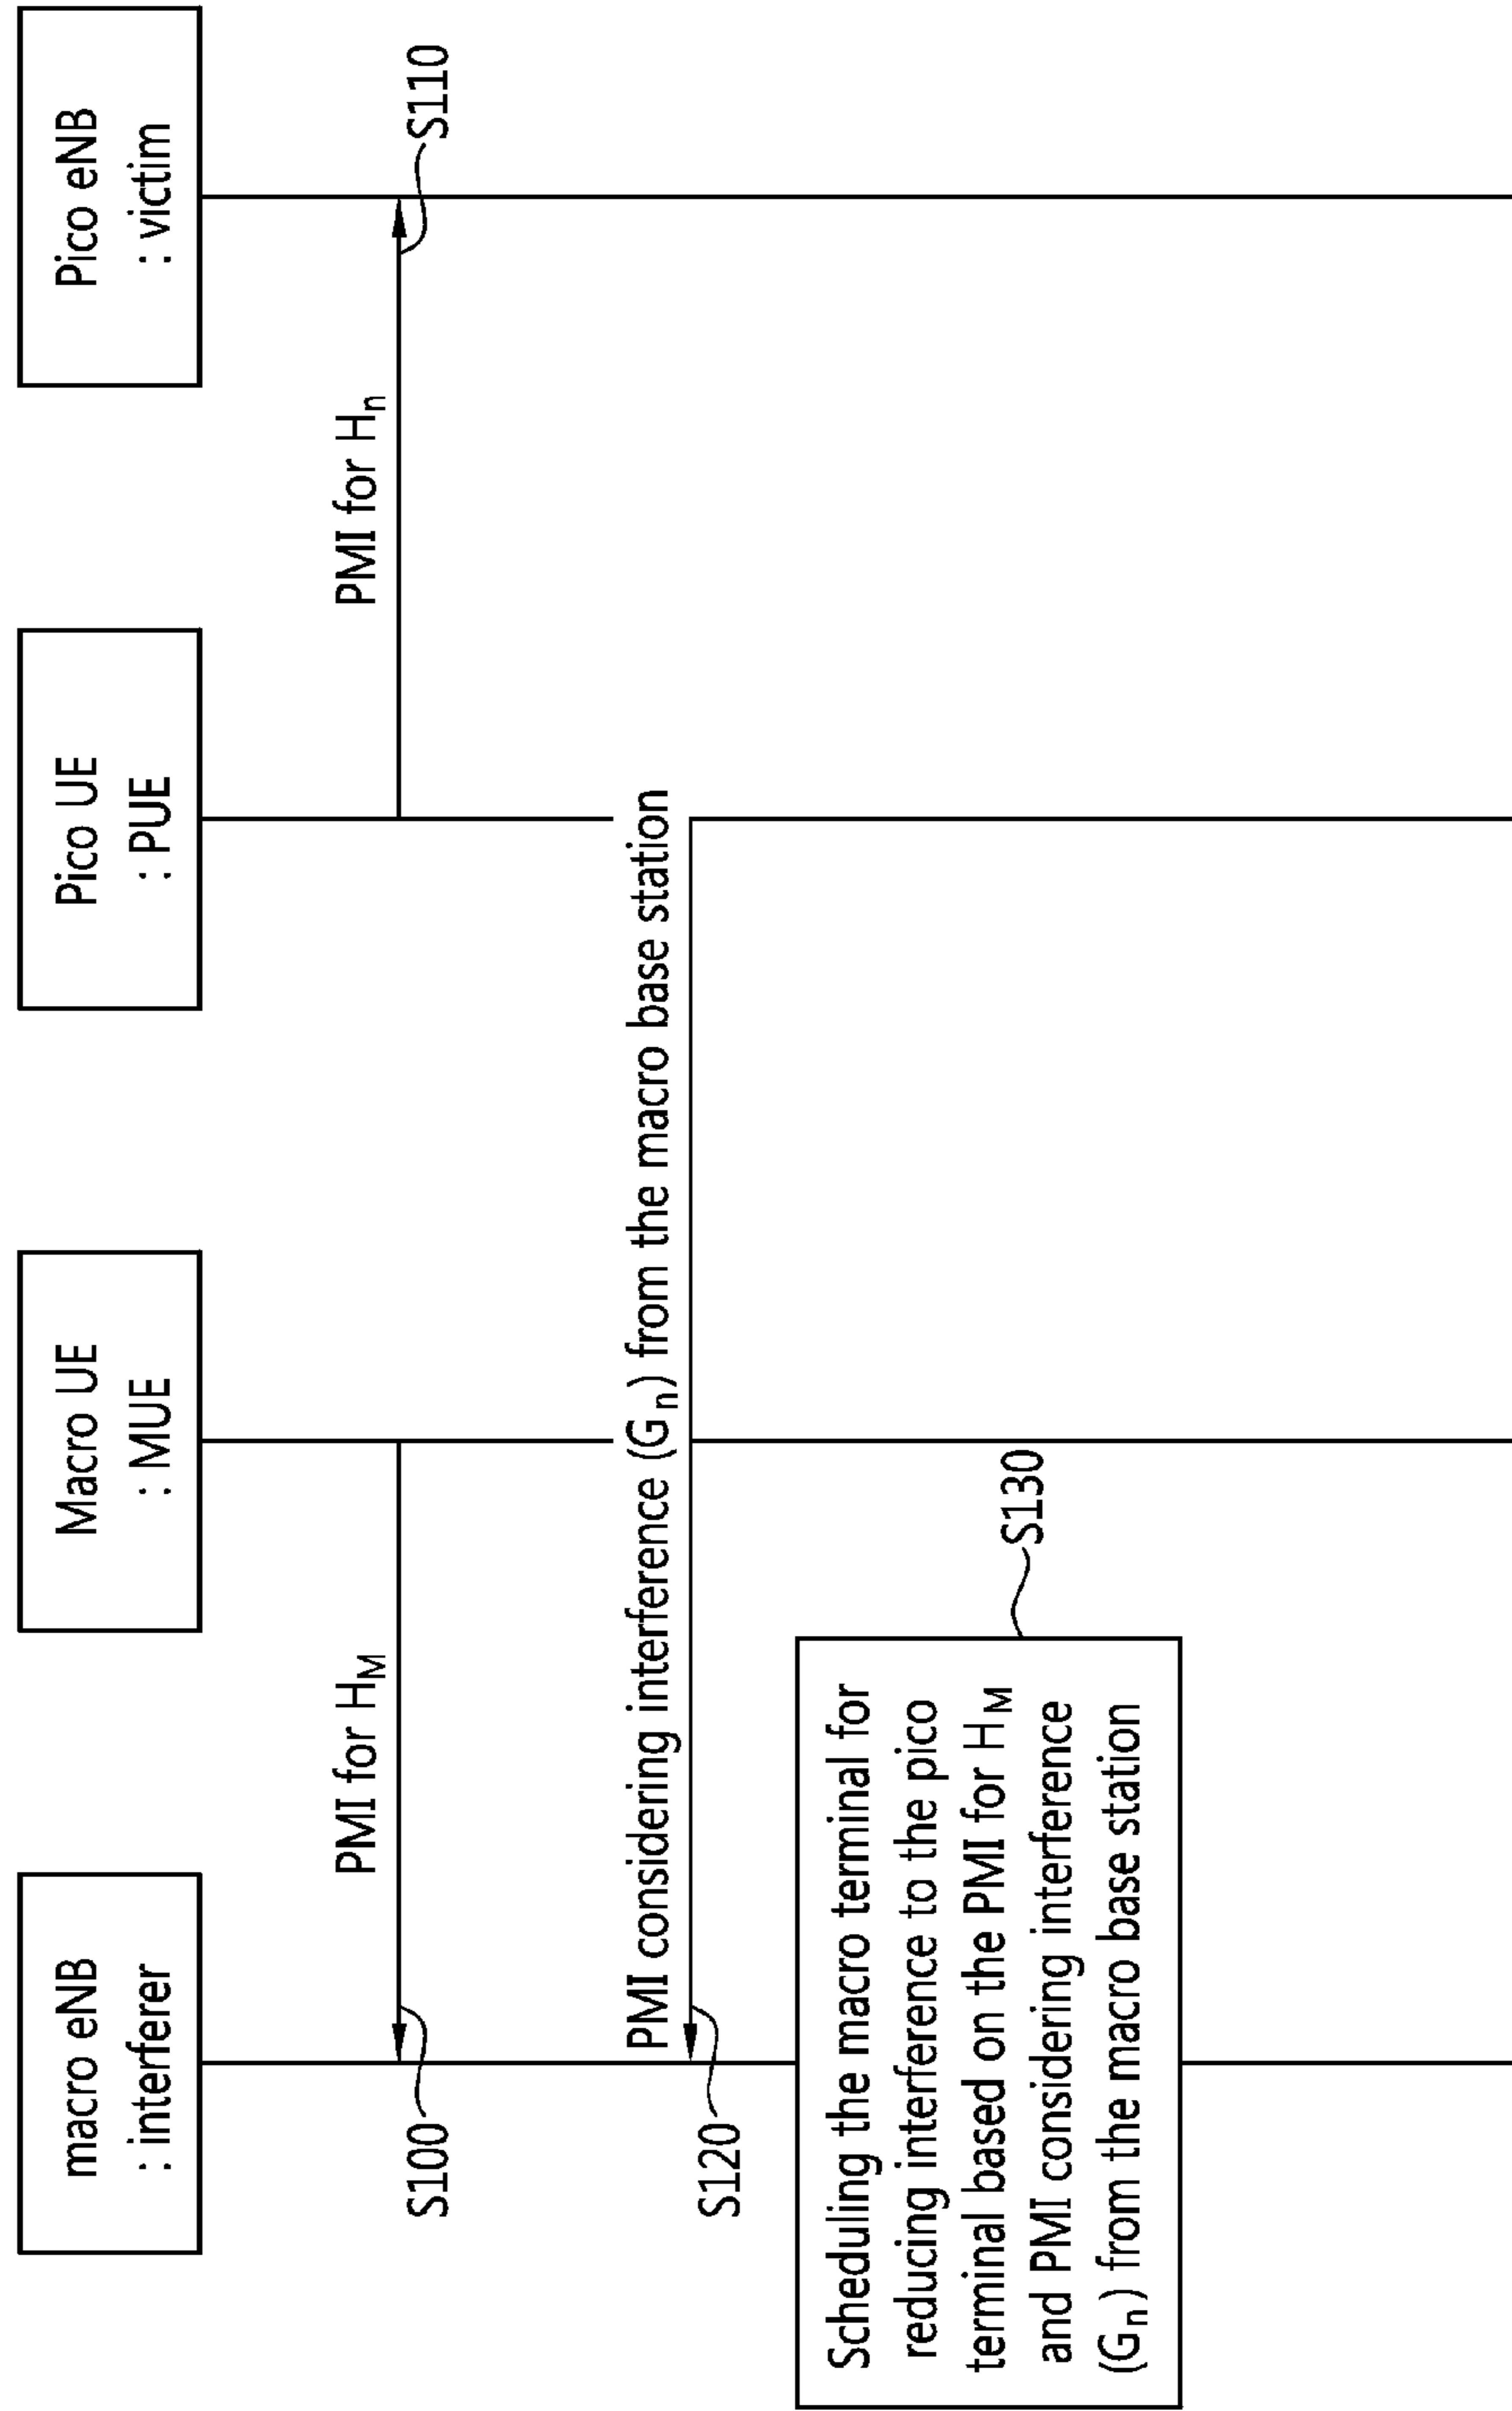 macro eNB
: interferer
Macro UE
: MUE
Pico UE
: PUE
Pico eNB
: victim
PMI for HM
PMI for Hn
S100
S110
PMI considering interference (Gn) from the macro base station
S120
Scheduling the macro terminal for
reducing interference to the pico
terminal based on the PMI for HM
and PMI considering interference
(Gn) from the macro base station
S130